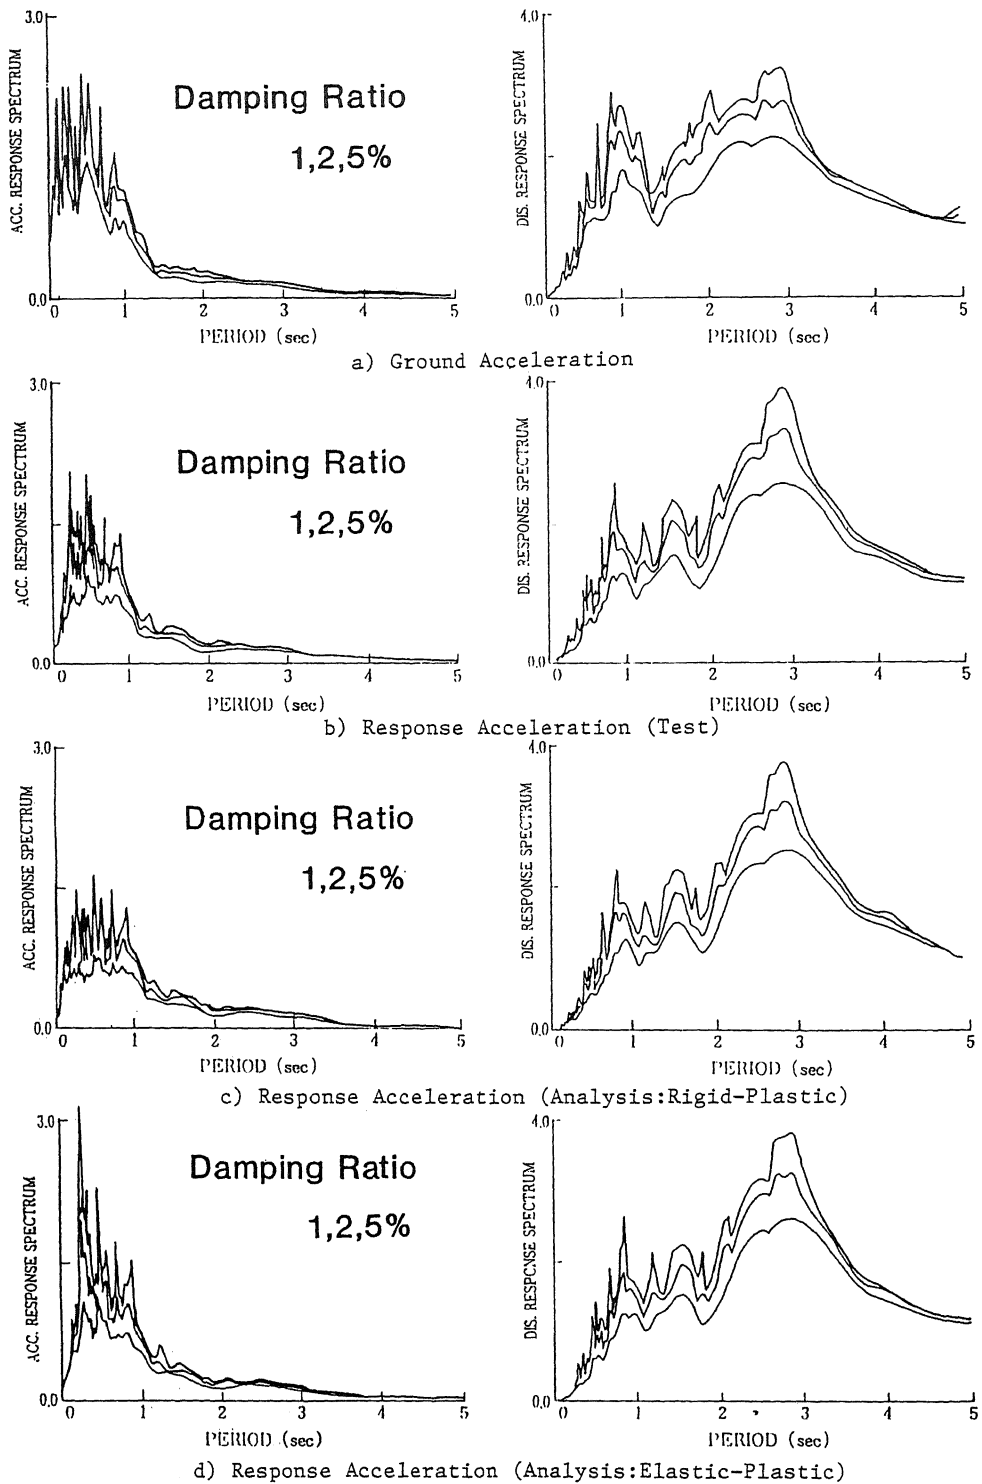 3.0
ACC. RESPONSE SPECTRUM
Damping Ratio
1,2,5%
0.0
0 1 2 3 4 5
PERIOD (sec)
4.0
DIS. RESPONSE SPECTRUM
0.0
0 1 2 3 4 5
PERIOD (sec)
a) Ground Acceleration
3.0
ACC. RESPONSE SPECTRUM
Damping Ratio
1,2,5%
0.0
0 1 2 3 4 5
PERIOD (sec)
4.0
DIS. RESPONSE SPECTRUM
0.0
0 1 2 3 4 5
PERIOD (sec)
b) Response Acceleration (Test)
3.0
ACC. RESPONSE SPECTRUM
Damping Ratio
1,2,5%
0.0
0 1 2 3 4 5
PERIOD (sec)
4.0
DIS. RESPONSE SPECTRUM
0.0
0 1 2 3 4 5
PERIOD (sec)
c) Response Acceleration (Analysis:Rigid-Plastic)
3.0
ACC. RESPONSE SPECTRUM
Damping Ratio
1,2,5%
0.0
0 1 2 3 4 5
PERIOD (sec)
4.0
DIS. RESPONSE SPECTRUM
0.0
0 1 2 3 4 5
PERIOD (sec)
d) Response Acceleration (Analysis:Elastic-Plastic)